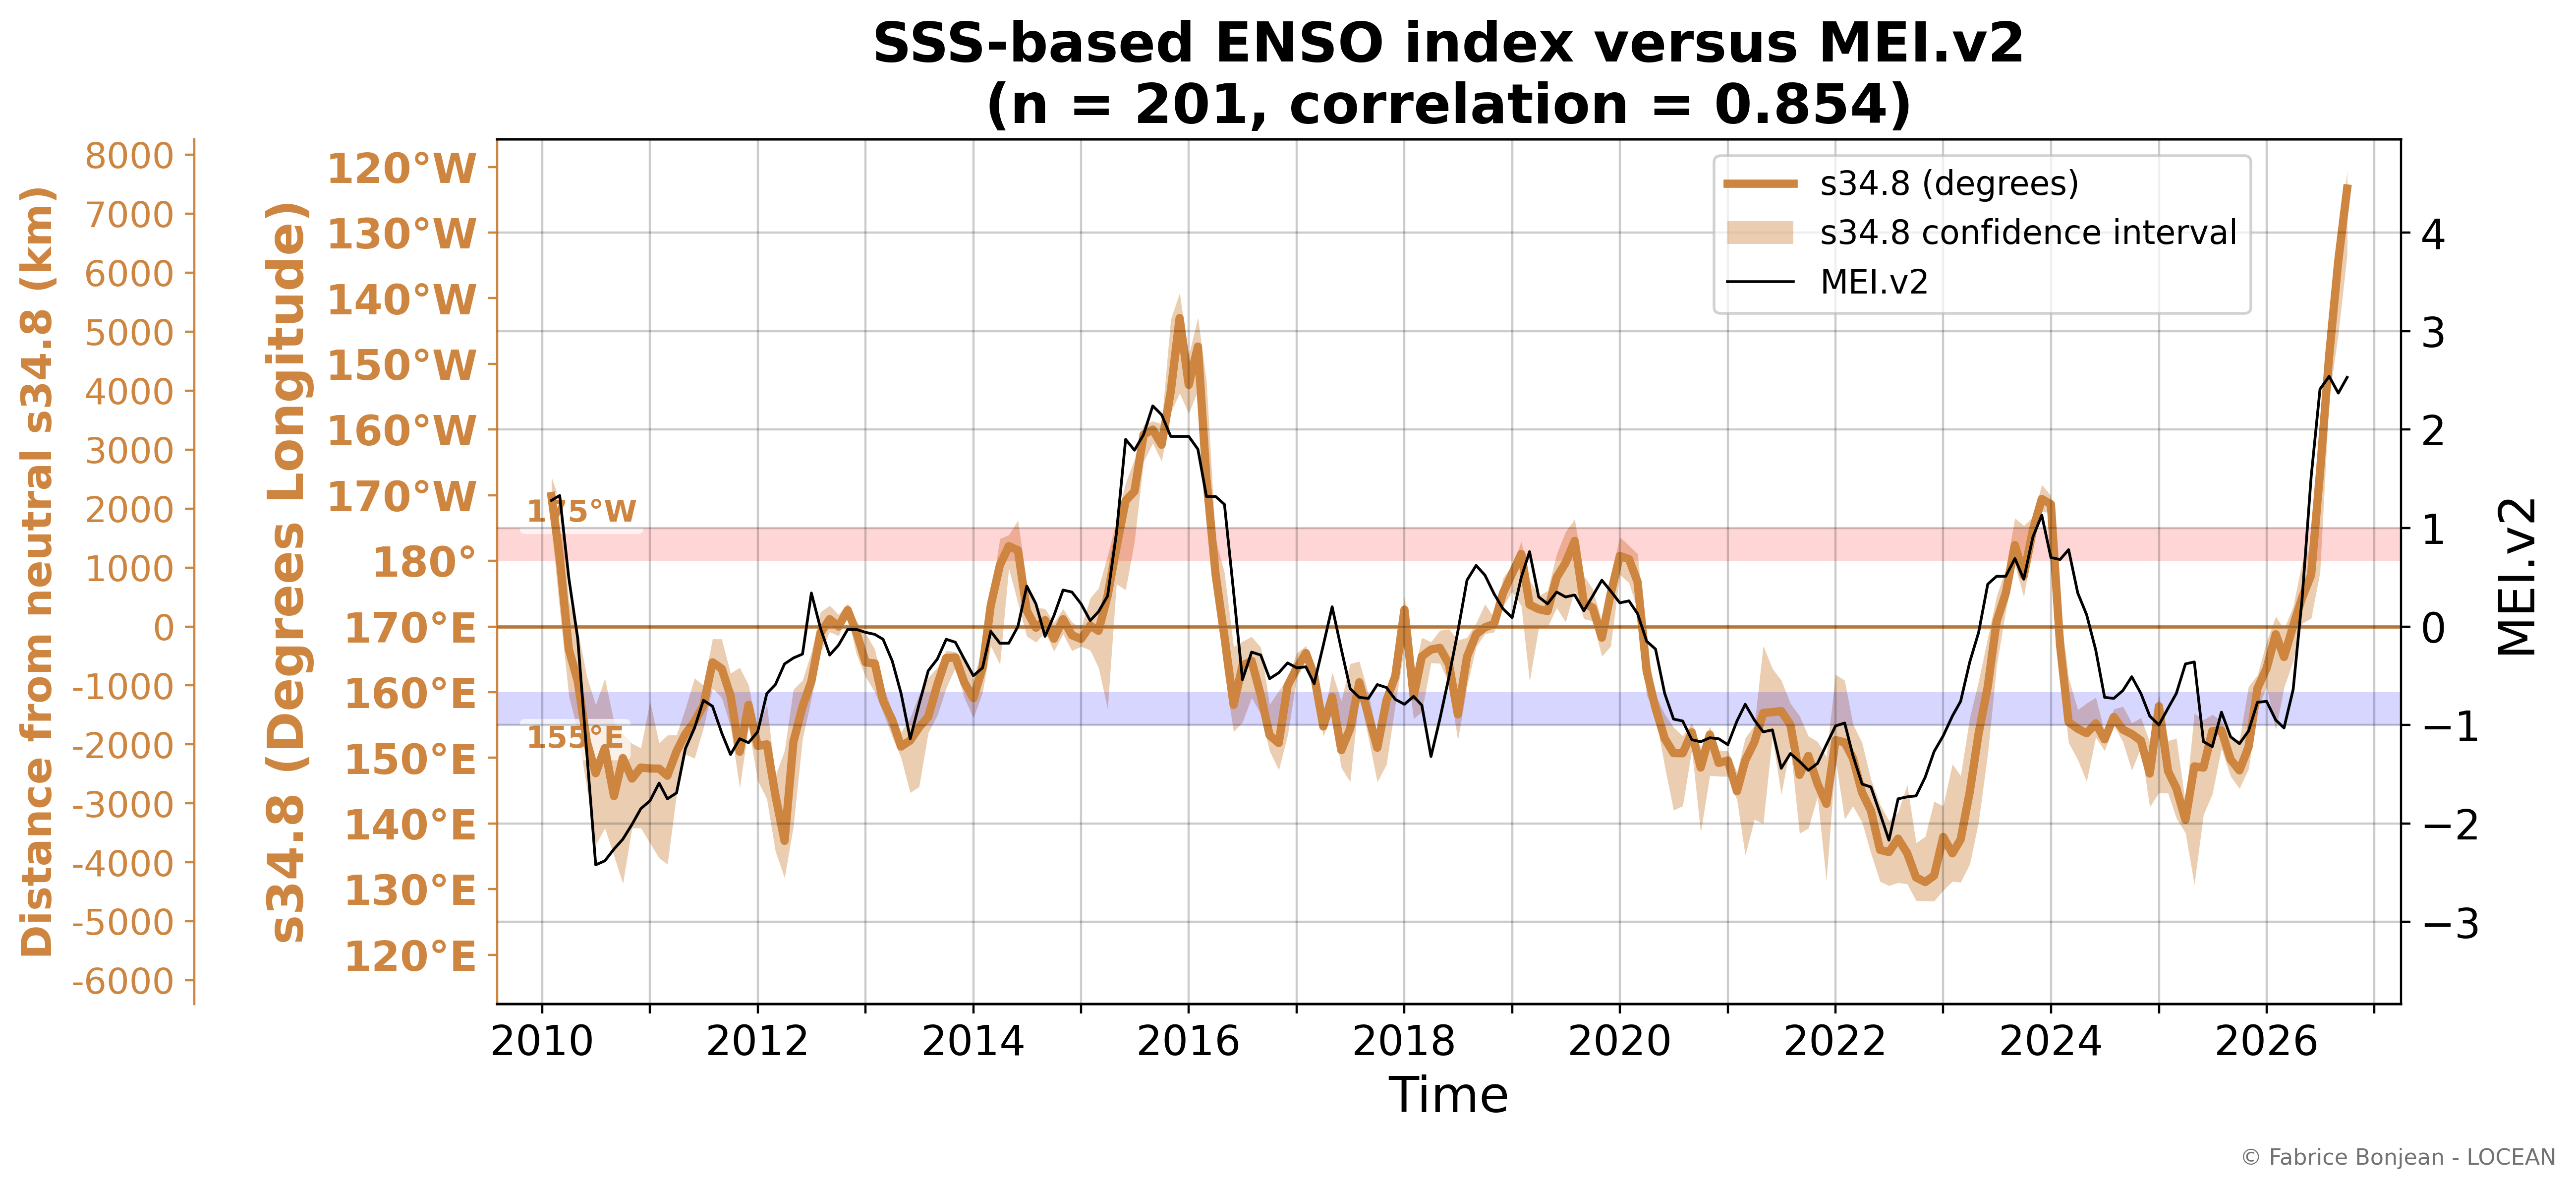 SSS-based ENSO index versus MEI.v2
(n = 201, correlation = 0.854)
Distance from neutral s34.8 (km)
8000
7000
6000
5000
4000
3000
2000
1000
0
-1000
-2000
-3000
-4000
-5000
-6000
s34.8 (Degrees Longitude)
120°W
130°W
140°W
150°W
160°W
170°W
180°
170°E
160°E
150°E
140°E
130°E
120°E
175°W
155°E
s34.8 (degrees)
s34.8 confidence interval
MEI.v2
4
3
2
1
0
−1
−2
−3
MEI.v2
2010
2012
2014
2016
2018
2020
2022
2024
2026
Time
© Fabrice Bonjean - LOCEAN